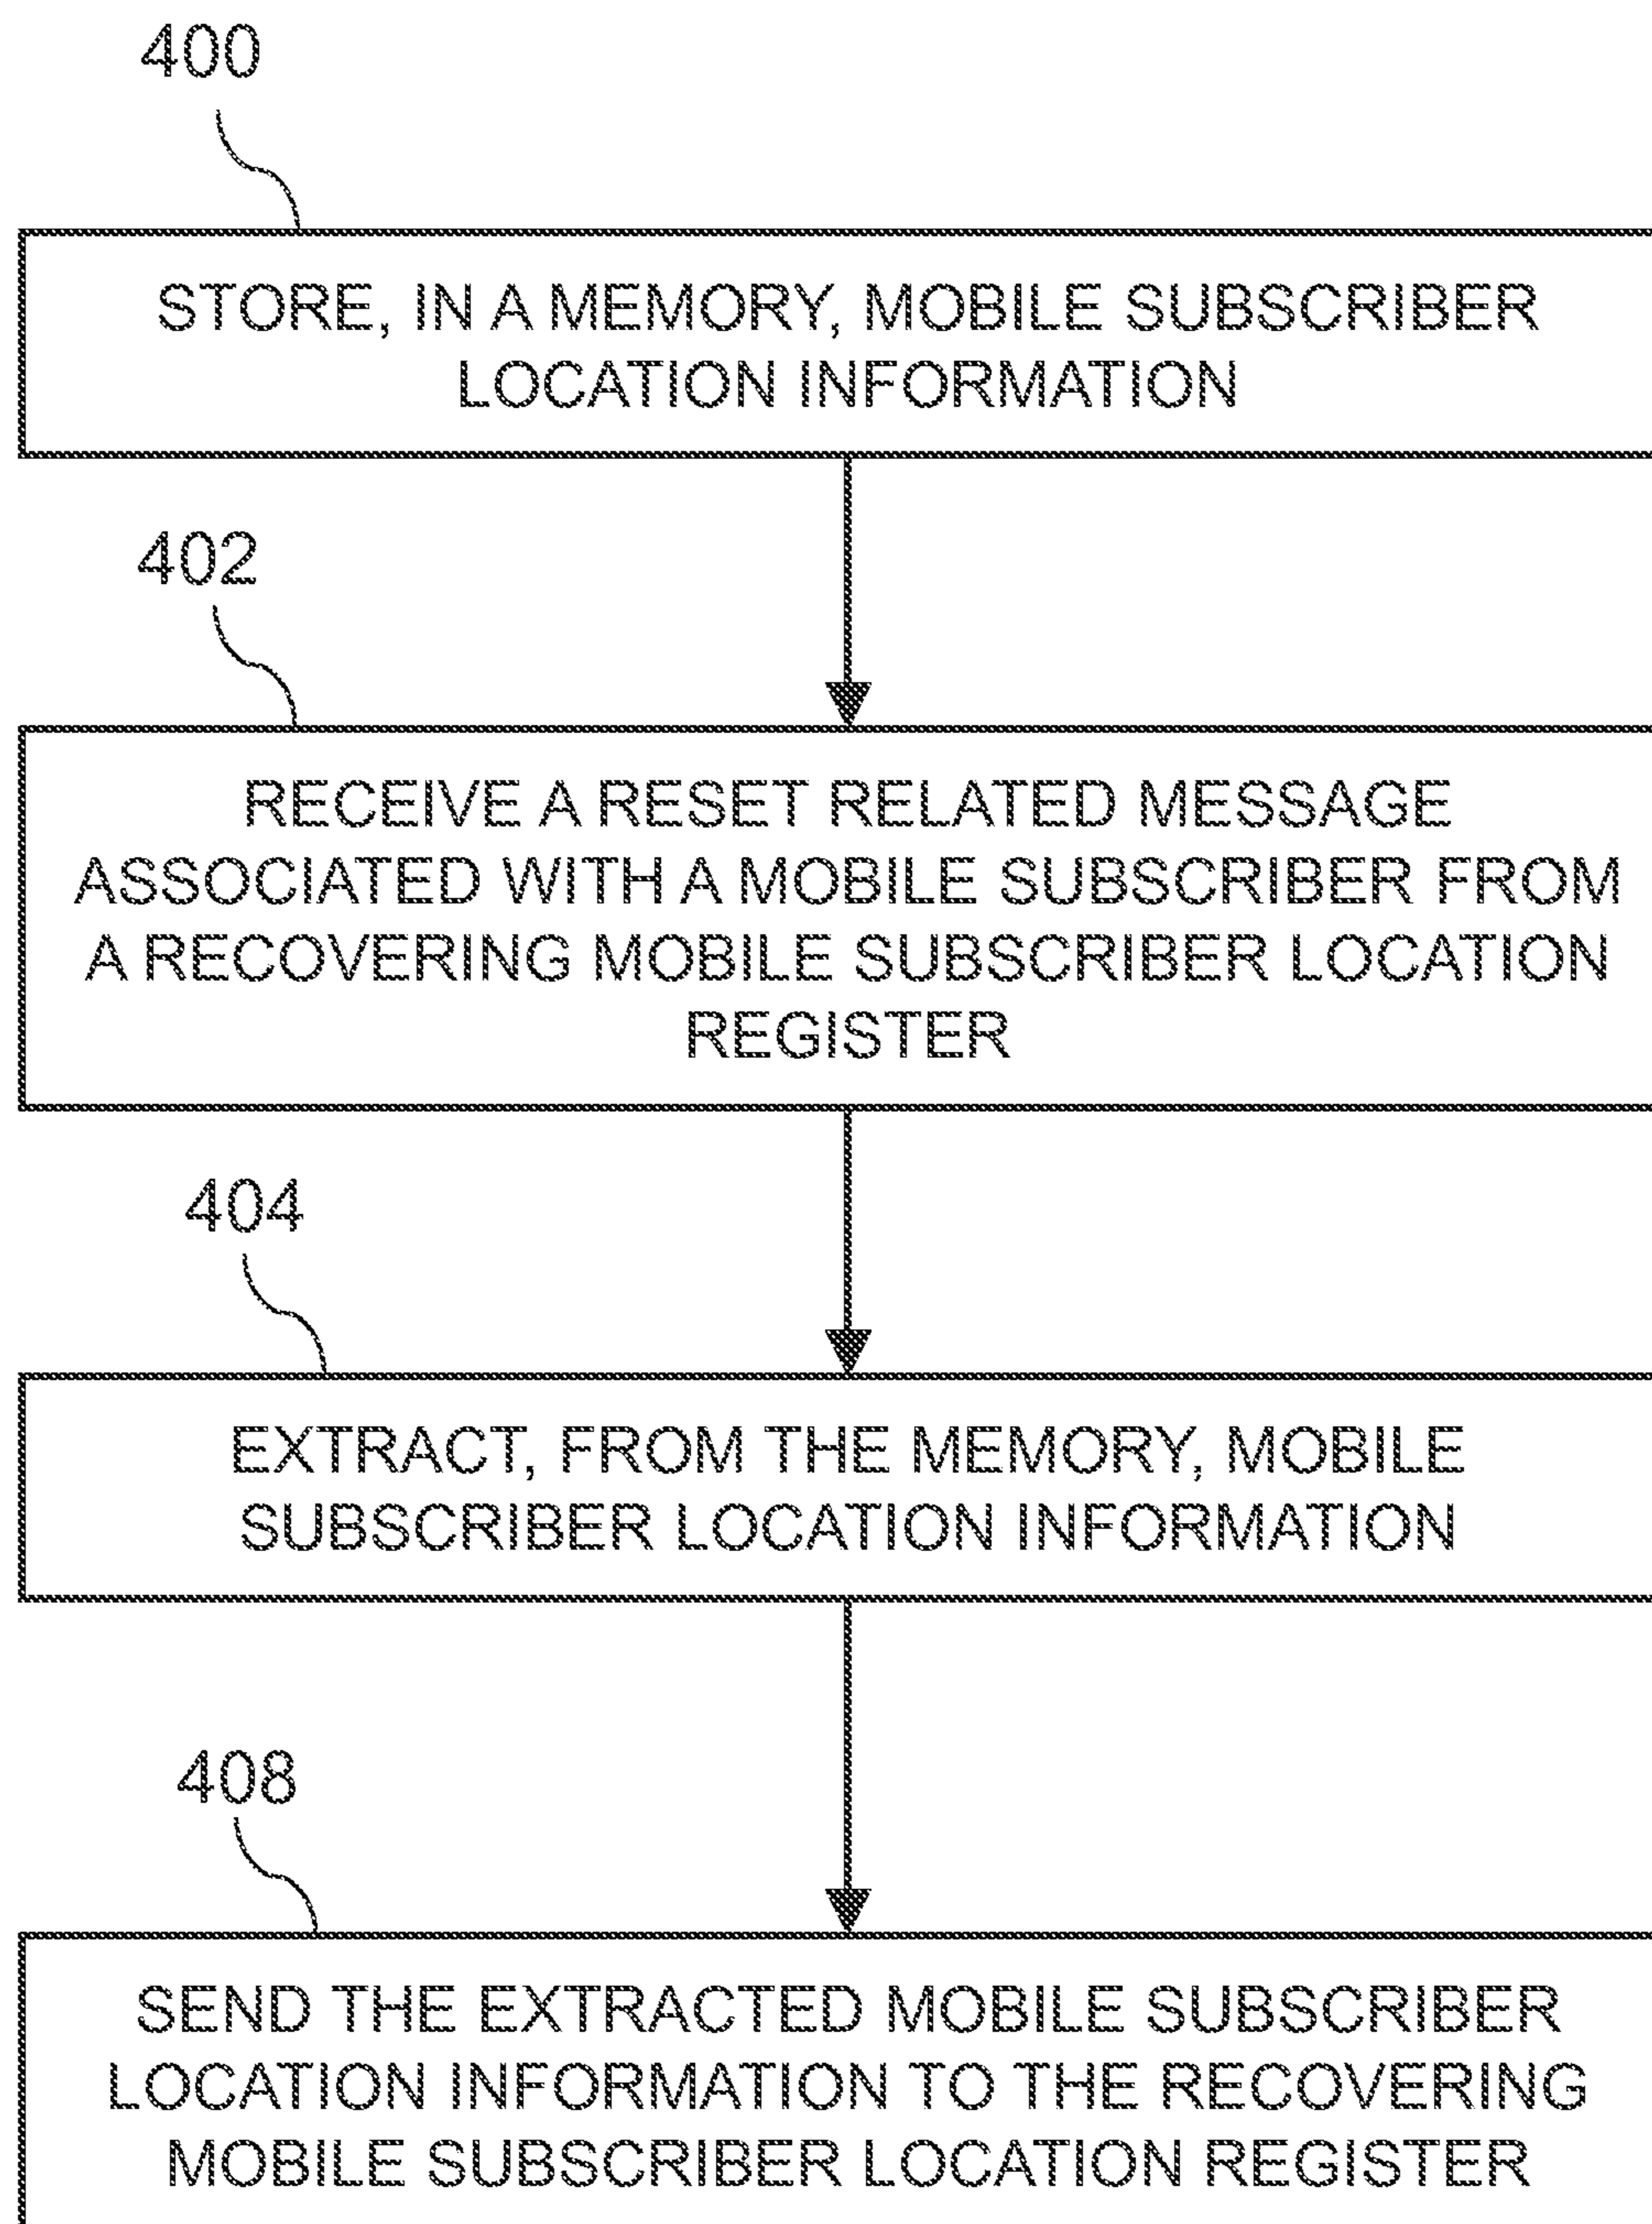 400
STORE, IN A MEMORY, MOBILE SUBSCRIBER
LOCATION INFORMATION
402
RECEIVE A RESET RELATED MESSAGE
ASSOCIATED WITH A MOBILE SUBSCRIBER FROM
A RECOVERING MOBILE SUBSCRIBER LOCATION
REGISTER
404
EXTRACT, FROM THE MEMORY, MOBILE
SUBSCRIBER LOCATION INFORMATION
408
SEND THE EXTRACTED MOBILE SUBSCRIBER
LOCATION INFORMATION TO THE RECOVERING
MOBILE SUBSCRIBER LOCATION REGISTER